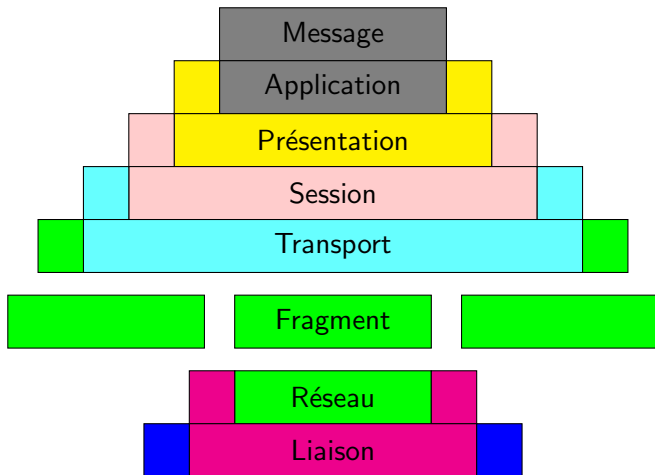 Message
Application
Présentation
Session
Transport
Fragment
Réseau
Liaison